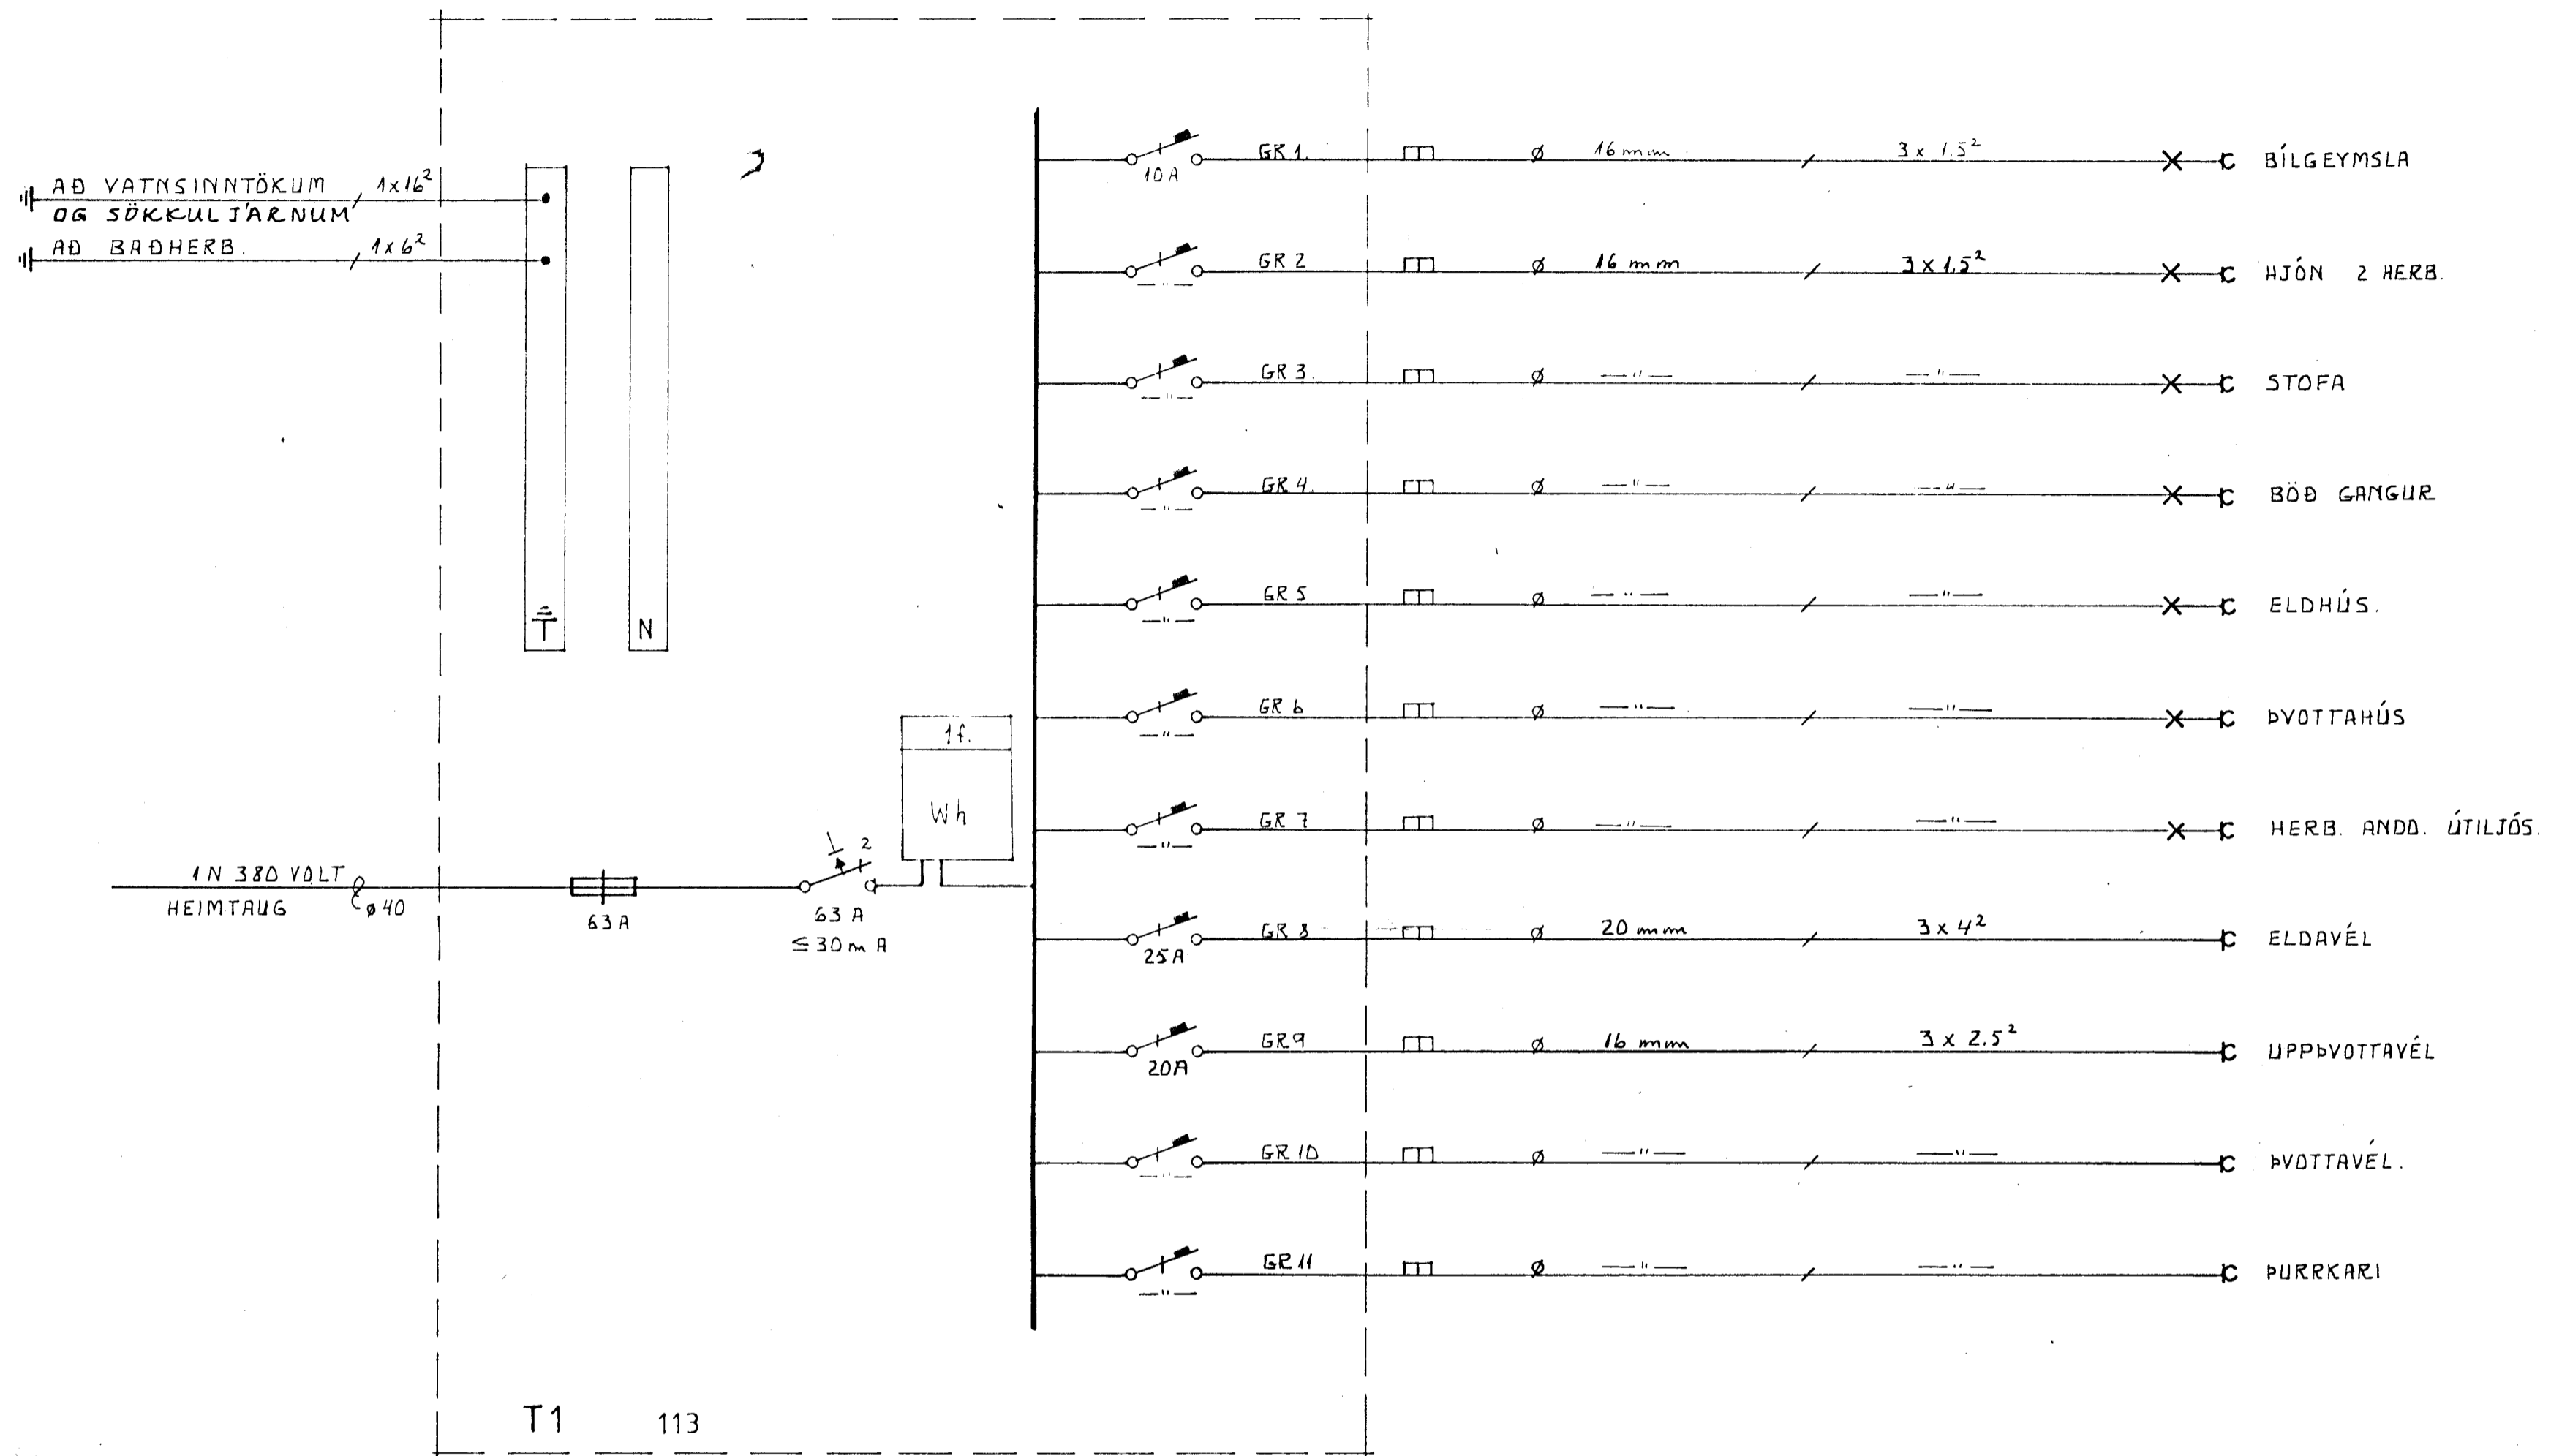 AÐ VATNSINNTÖKUM 1x16²
OG SÖKKULJÁRNUM
AÐ BAÐHERB. 1x6²
T N
1 N 380 VOLT
HEIMTAUG ø40
63 A
2
63 A
≤ 30 m A
1f.
Wh
GR 1. ø 16 mm 3 x 1.5² BÍLGEYMSLA
10 A
GR 2 ø 16 mm 3 x 1.5² HJÓN 2 HERB.
—"—
GR 3. ø —"— —"— STOFA
—"—
GR 4. ø —"— —"— BÖÐ GANGUR
—"—
GR 5 ø —"— —"— ELDHÚS.
—"—
GR 6 ø —"— —"— ÞVOTTAHÚS
—"—
GR 7 ø —"— —"— HERB. ANDD. ÚTILJÓS.
—"—
GR 8 ø 20 mm 3 x 4² ELDAVÉL
25 A
GR 9 ø 16 mm 3 x 2.5² UPPÞVOTTAVÉL
20A
GR 10 ø —"— —"— ÞVOTTAVÉL.
—"—
GR 11 ø —"— —"— ÞURRKARI
—"—
T1 113